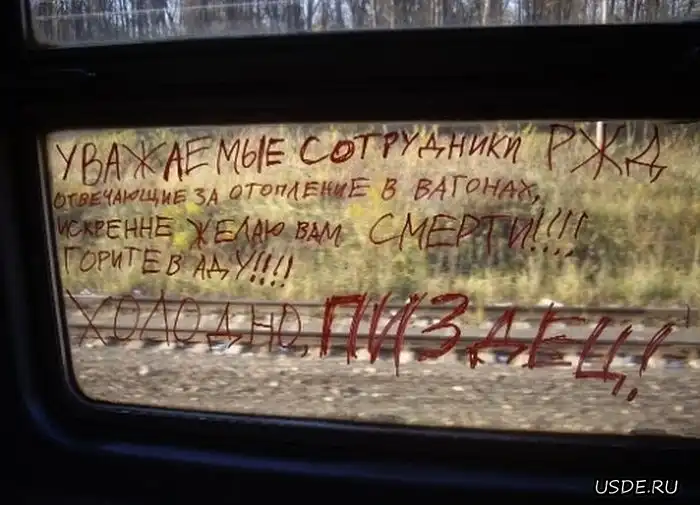 УВАЖАЕМЫЕ СОТРУДНИКИ РЖД,
ОТВЕЧАЮЩИЕ ЗА ОТОПЛЕНИЕ В ВАГОНАХ,
ИСКРЕННЕ ЖЕЛАЮ ВАМ СМЕРТИ!!!!
ГОРИТЕ В АДУ!!!!
ХОЛОДНО, ПИЗДЕЦ!
USDE.RU